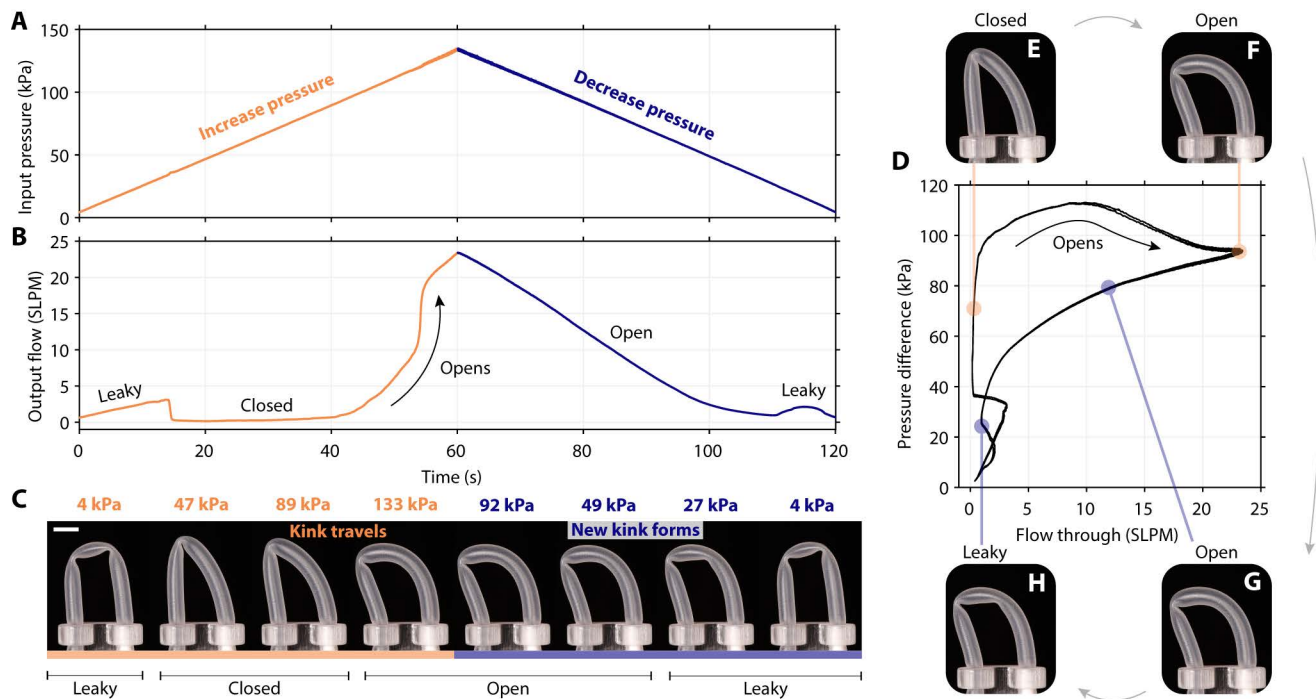 A
150
100
50
0
Input pressure (kPa)
Increase pressure
Decrease pressure
B
25
20
15
10
5
0
Output flow (SLPM)
Leaky
Closed
Opens
Open
Leaky
0 20 40 60 80 100 120
Time (s)
C
4 kPa 47 kPa 89 kPa 133 kPa 92 kPa 49 kPa 27 kPa 4 kPa
Kink travels New kink forms
Leaky Closed Open Leaky
Closed Open
E F
D
120
100
80
60
40
20
0
Pressure difference (kPa)
Opens
0 5 10 15 20 25
Flow through (SLPM)
Leaky Open
H G